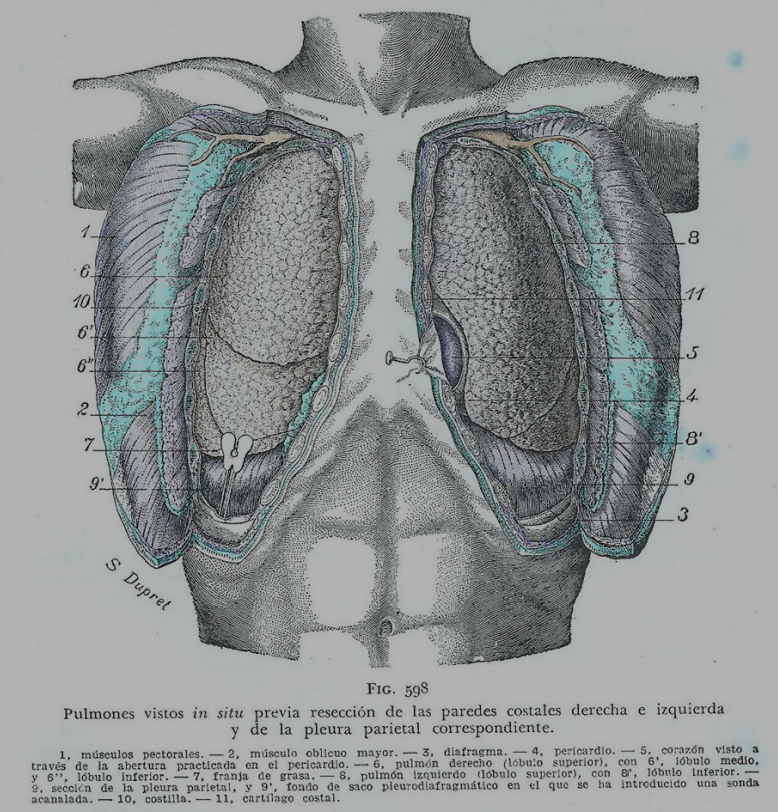 1
6
10
6'
6''
2
7
9'
8
11
5
4
8'
9
3
S Dupret
FIG. 598
Pulmones vistos in situ previa resección de las paredes costales derecha e izquierda
y de la pleura parietal correspondiente.
1, músculos pectorales. — 2, músculo oblicuo mayor. — 3, diafragma. — 4, pericardio. — 5, corazón visto a
través de la abertura practicada en el pericardio. — 6, pulmón derecho (lóbulo superior), con 6', lóbulo medio,
y 6'', lóbulo inferior. — 7, franja de grasa. — 8, pulmón izquierdo (lóbulo superior), con 8', lóbulo inferior. —
9, sección de la pleura parietal, y 9', fondo de saco pleurodiafragmático en el que se ha introducido una sonda
acanalada. — 10, costilla. — 11, cartílago costal.